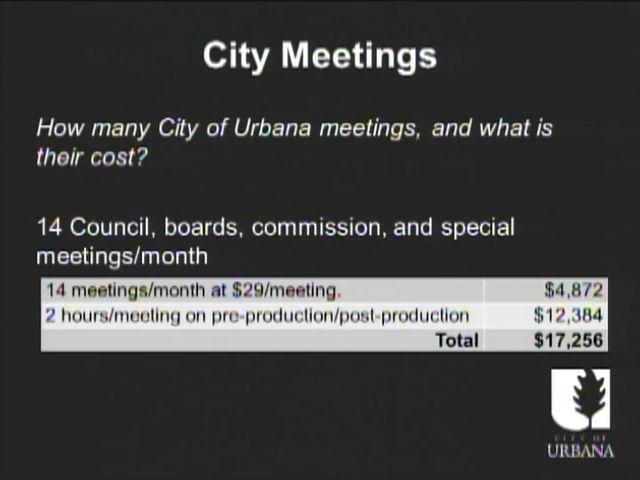 City Meetings
How many City of Urbana meetings, and what is
their cost?
14 Council, boards, commission, and special
meetings/month
14 meetings/month at $29/meeting. $4,872
2 hours/meeting on pre-production/post-production $12,384
Total $17,256
CITY OF
URBANA